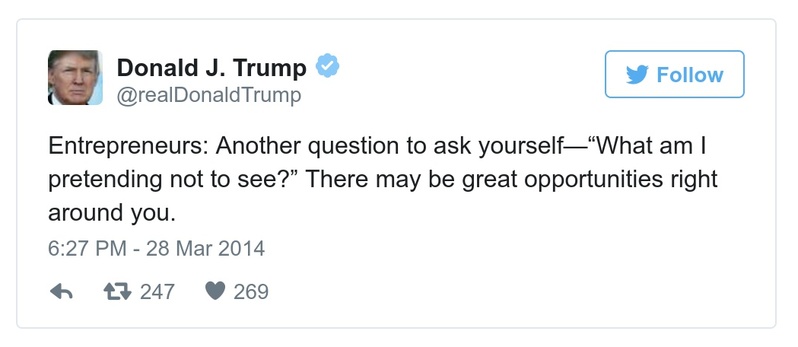 Donald J. Trump
@realDonaldTrump
Follow
Entrepreneurs: Another question to ask yourself—“What am I
pretending not to see?” There may be great opportunities right
around you.
6:27 PM - 28 Mar 2014
247 269